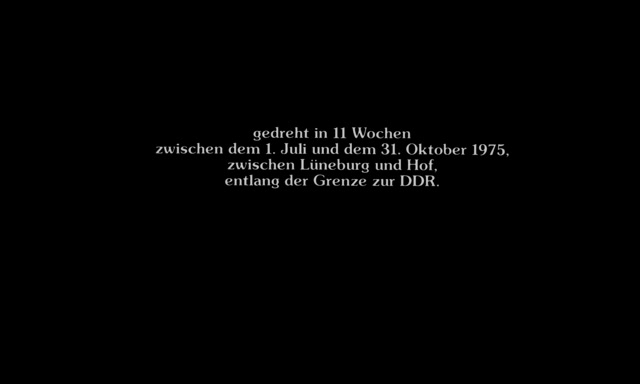 gedreht in 11 Wochen
zwischen dem 1. Juli und dem 31. Oktober 1975,
zwischen Lüneburg und Hof,
entlang der Grenze zur DDR.